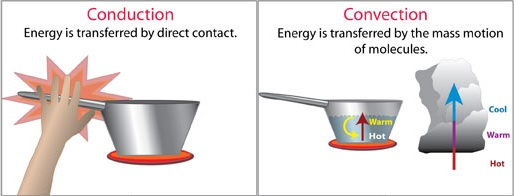 Conduction
Energy is transferred by direct contact.
Convection
Energy is transferred by the mass motion
of molecules.
Warm
Hot
Cool
Warm
Hot